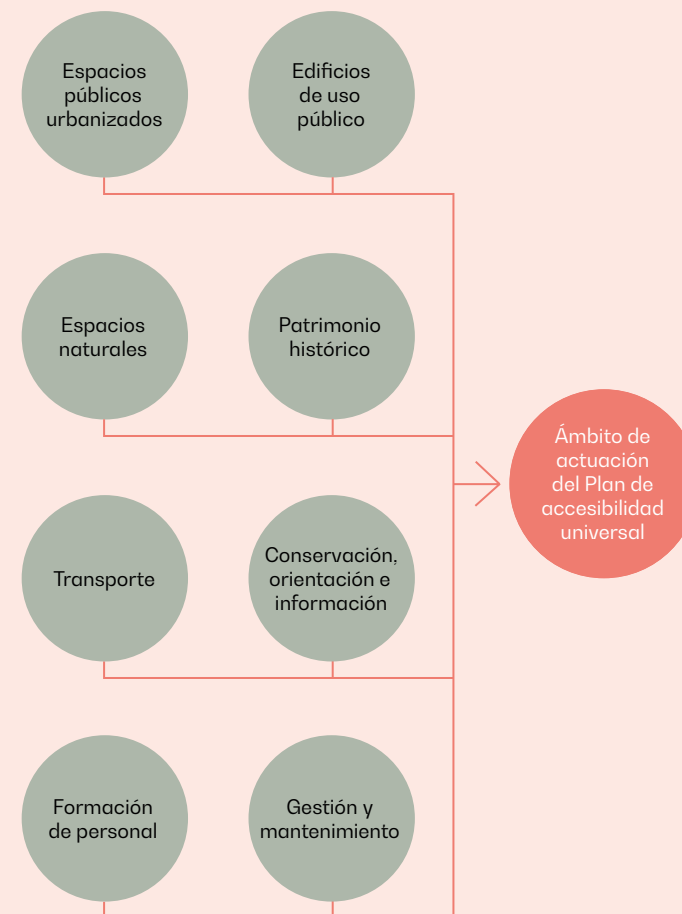 Espacios
públicos
urbanizados
Edificios
de uso
público
Espacios
naturales
Patrimonio
histórico
Ámbito de
actuación
del Plan de
accesibilidad
universal
Transporte
Conservación,
orientación e
información
Formación
de personal
Gestión y
mantenimiento